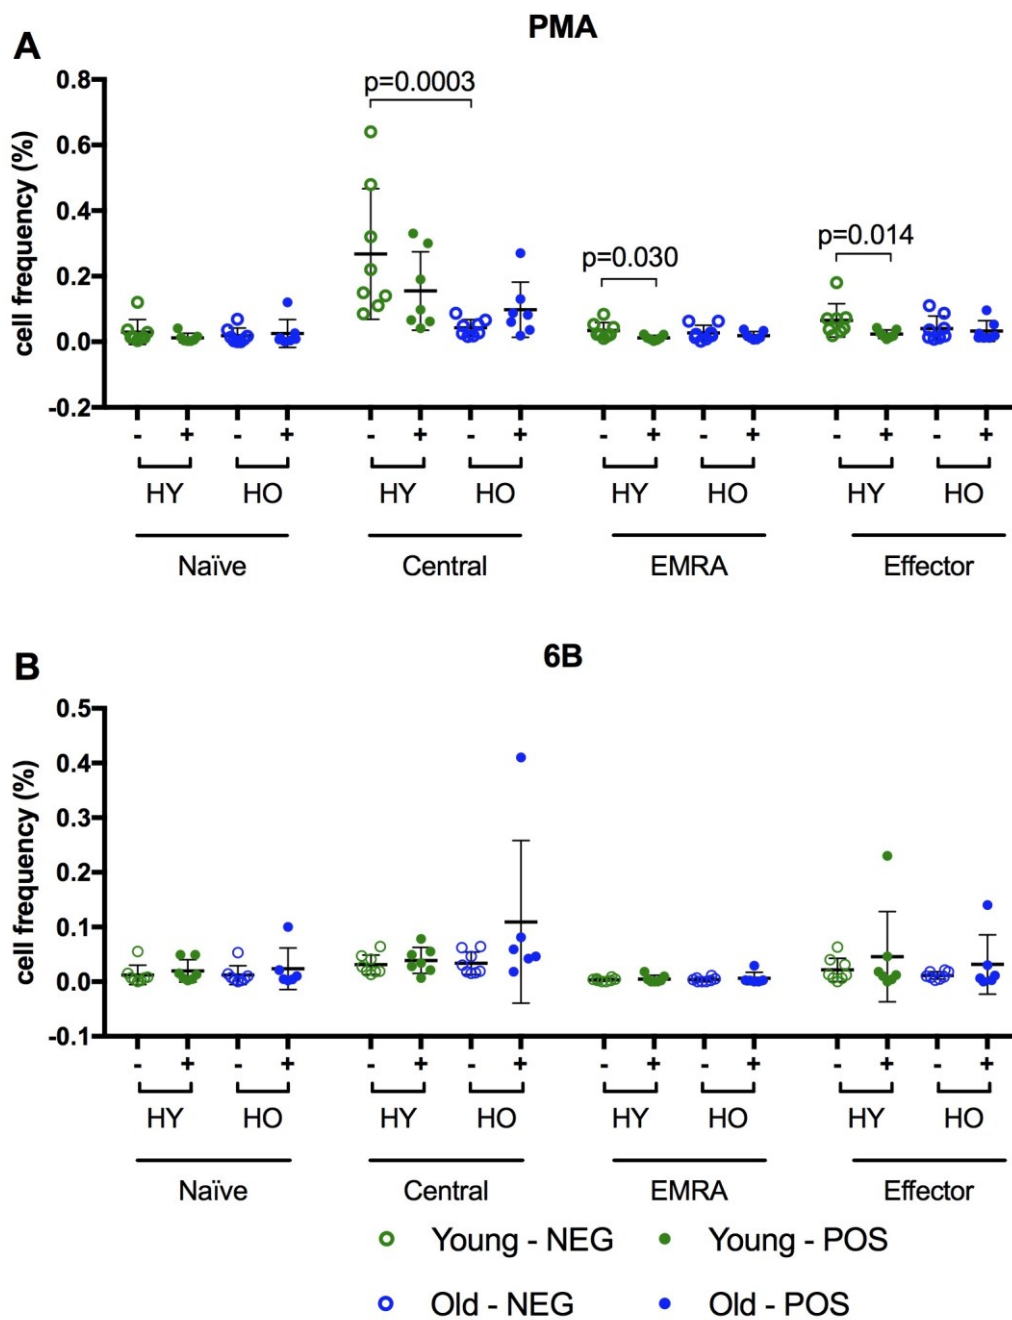 PMA
A
cell frequency (%)
0.8
0.6
0.4
0.2
0.0
-0.2
p=0.0003
p=0.030
p=0.014
- + - + - + - + - + - + - + - +
HY HO HY HO HY HO HY HO
Naïve Central EMRA Effector
6B
B
cell frequency (%)
0.5
0.4
0.3
0.2
0.1
0.0
-0.1
- + - + - + - + - + - + - + - +
HY HO HY HO HY HO HY HO
Naïve Central EMRA Effector
Young - NEG Young - POS
Old - NEG Old - POS